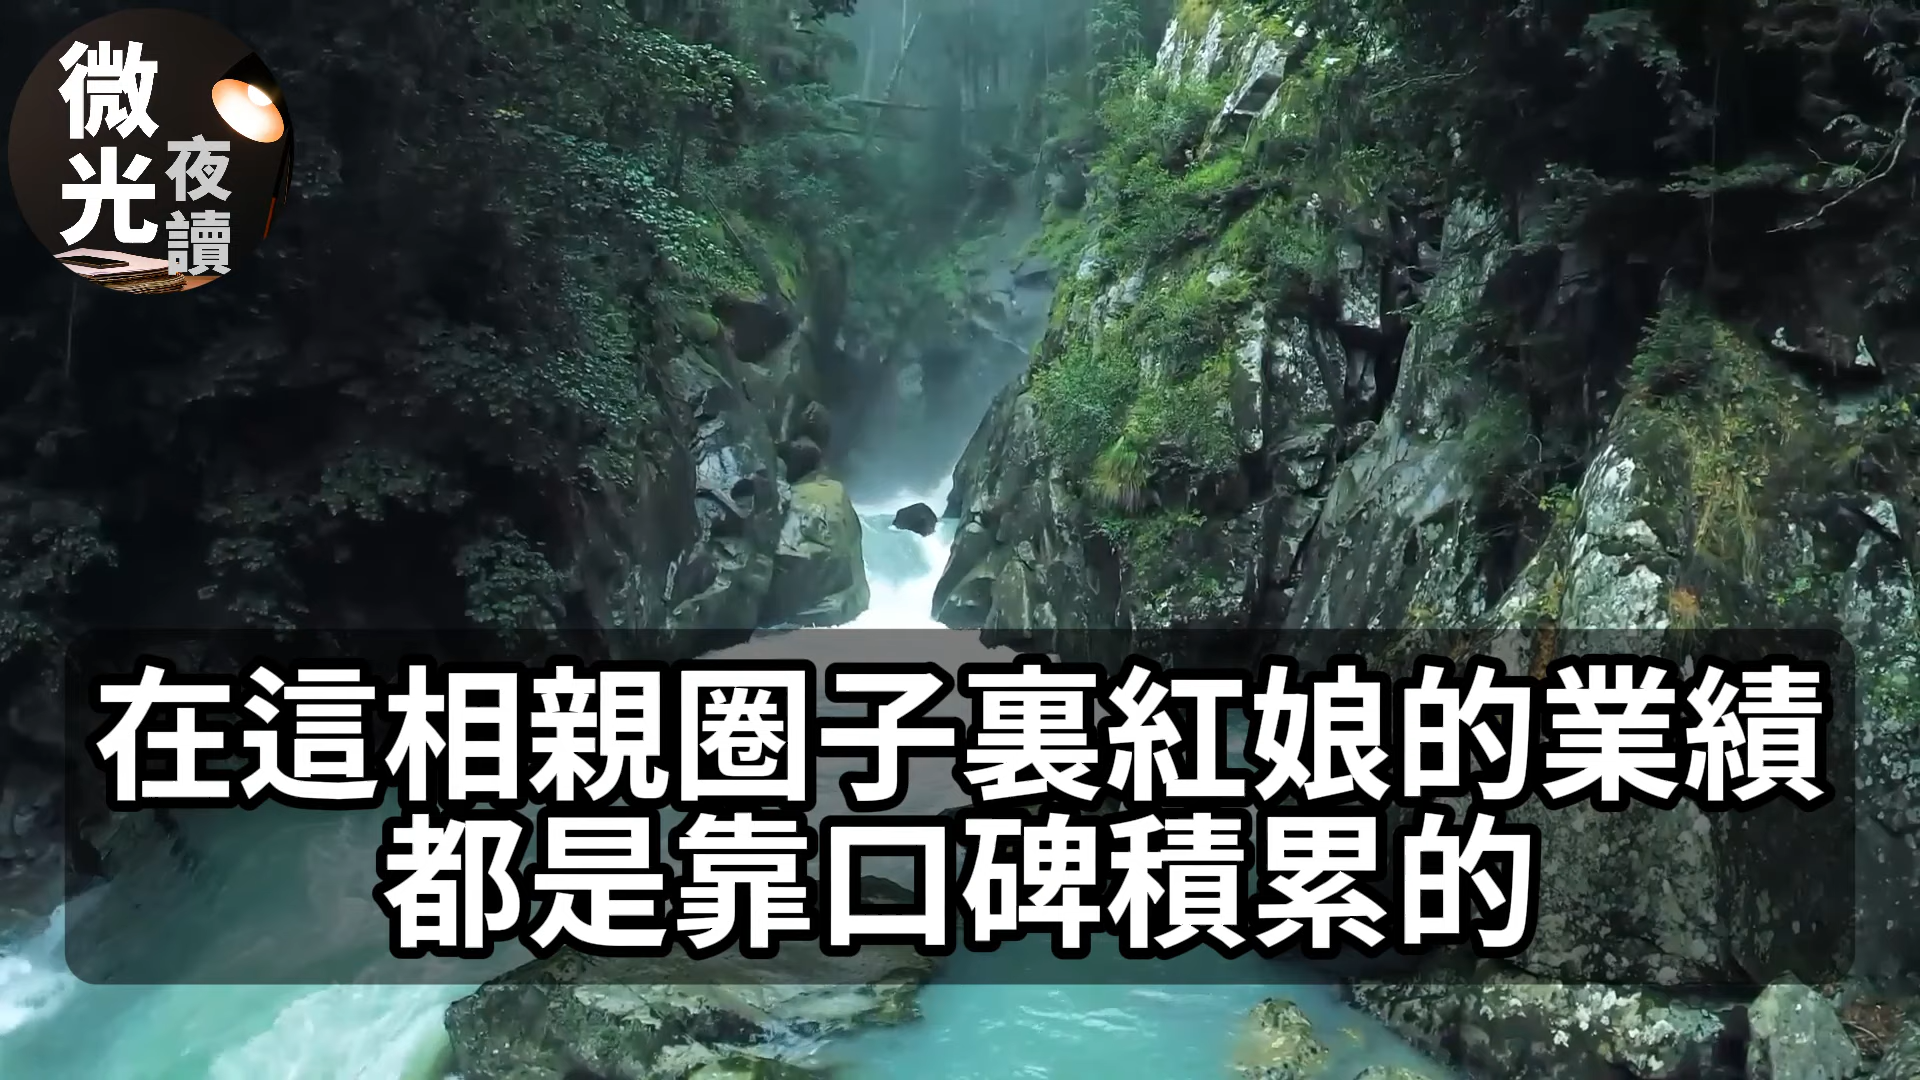 微光
夜讀
在這相親圈子裏紅娘的業績
都是靠口碑積累的